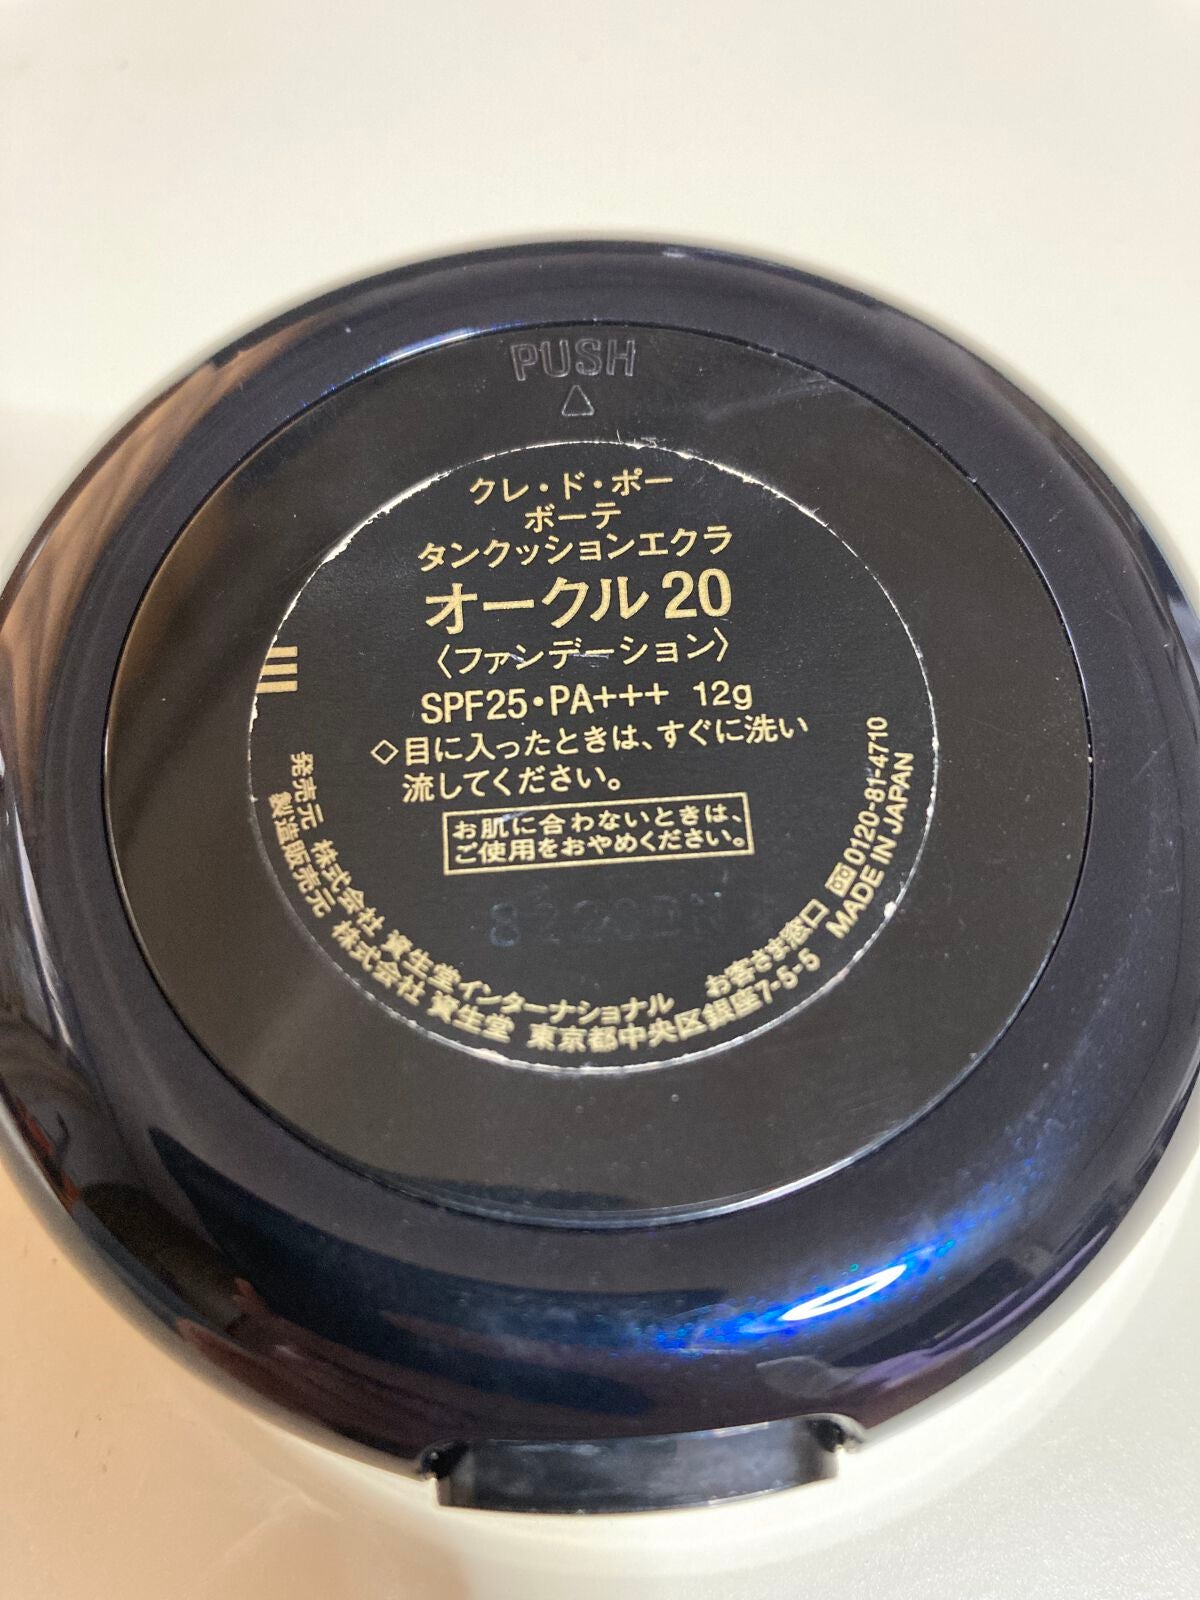 PUSH
クレ・ド・ポー
ボーテ
タンクッションエクラ
オークル20
〈ファンデーション〉
SPF25・PA+++ 12g
◇目に入ったときは、すぐに洗い
流してください。
お肌に合わないときは、
ご使用をおやめください。
発売元 株式会社 資生堂インターナショナル お客さま窓口 0120-81-4710
製造販売元 株式会社 資生堂 東京都中央区銀座7-5-5 MADE IN JAPAN